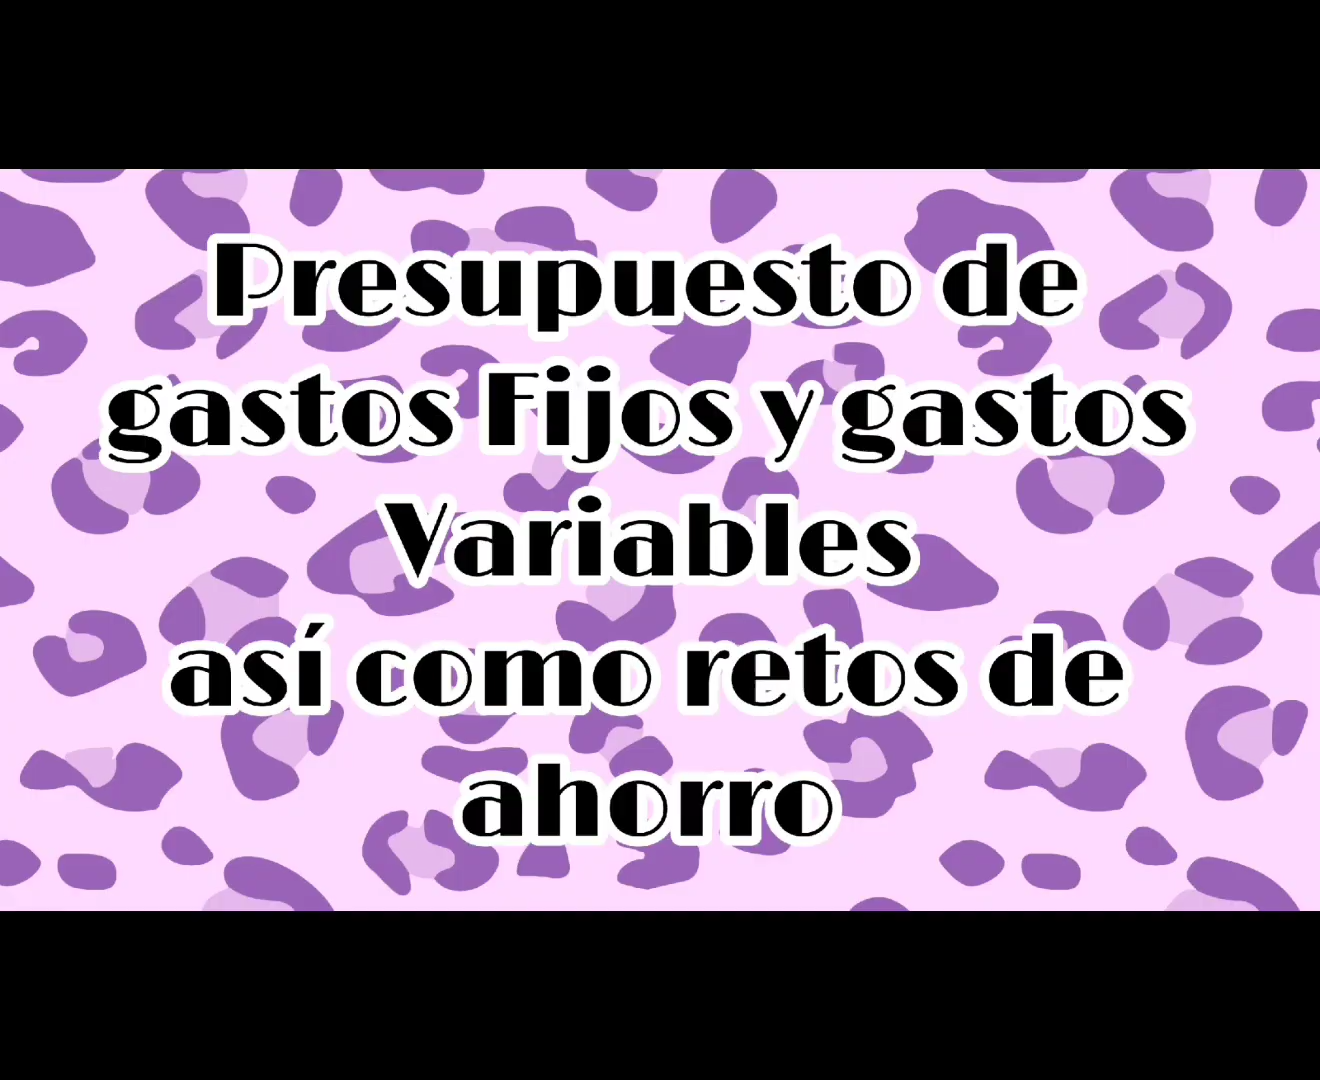 Presupuesto de
gastos Fijos y gastos
Variables
así como retos de
ahorro